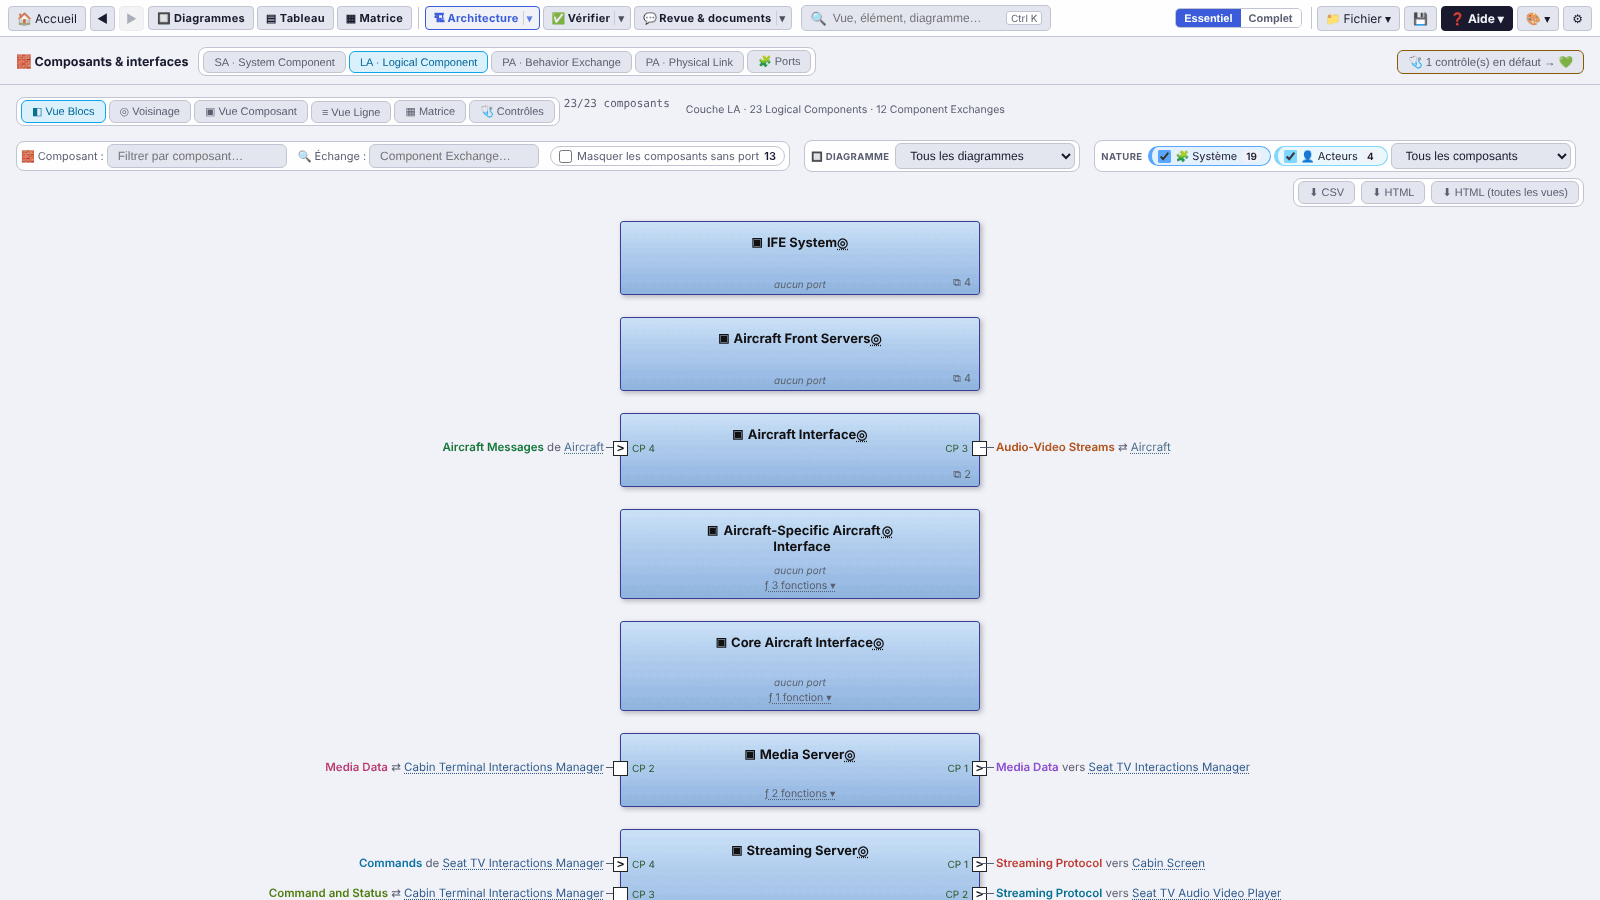 🏠 Accueil ◀ ▶ 🔲 Diagrammes ▤ Tableau ▦ Matrice 🏗 Architecture ▾ ✅ Vérifier ▾ 💬 Revue & documents ▾ 🔍 Vue, élément, diagramme… Ctrl K Essentiel Complet 📁 Fichier ▾ 💾 ❓ Aide ▾ 🎨 ▾ ⚙
🧱 Composants & interfaces SA · System Component LA · Logical Component PA · Behavior Exchange PA · Physical Link 🧩 Ports 🩺 1 contrôle(s) en défaut → 💚
◧ Vue Blocs ◎ Voisinage ▣ Vue Composant ≡ Vue Ligne ▦ Matrice 🩺 Contrôles 23/23 composants Couche LA · 23 Logical Components · 12 Component Exchanges
🧱 Composant : Filtrer par composant… 🔍 Échange : Component Exchange… Masquer les composants sans port 13 🔲 DIAGRAMME Tous les diagrammes NATURE 🧩 Système 19 👤 Acteurs 4 Tous les composants
⬇ CSV ⬇ HTML ⬇ HTML (toutes les vues)
▣ IFE System◎
aucun port ⧉ 4
▣ Aircraft Front Servers◎
aucun port ⧉ 4
▣ Aircraft Interface◎
Aircraft Messages de Aircraft > CP 4 CP 3 Audio-Video Streams ⇄ Aircraft
⧉ 2
▣ Aircraft-Specific Aircraft◎
Interface
aucun port
ƒ 3 fonctions ▾
▣ Core Aircraft Interface◎
aucun port
ƒ 1 fonction ▾
▣ Media Server◎
Media Data ⇄ Cabin Terminal Interactions Manager CP 2 CP 1 > Media Data vers Seat TV Interactions Manager
ƒ 2 fonctions ▾
▣ Streaming Server◎
Commands de Seat TV Interactions Manager > CP 4 CP 1 > Streaming Protocol vers Cabin Screen
Command and Status ⇄ Cabin Terminal Interactions Manager CP 3 CP 2 > Streaming Protocol vers Seat TV Audio Video Player